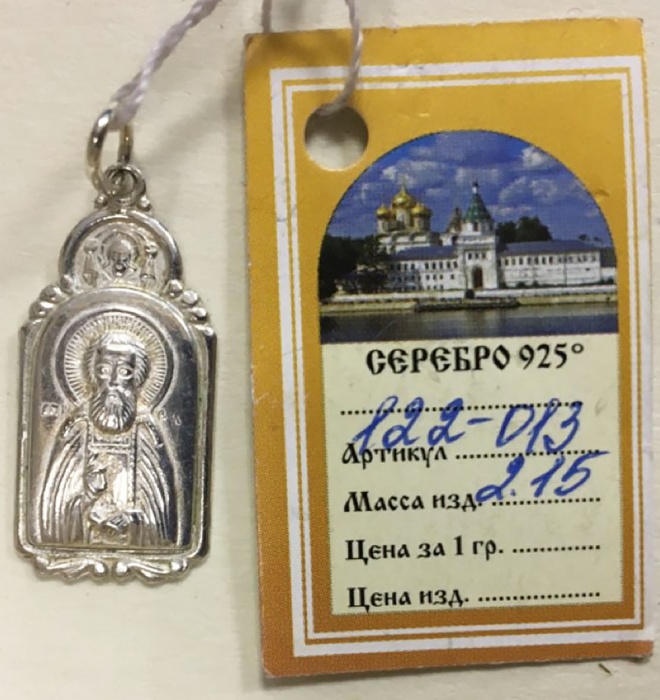 СЕРЕБРО 925°
122-013
Артикул
Масса изд. 2.15
Цена за 1 гр.
Цена изд.